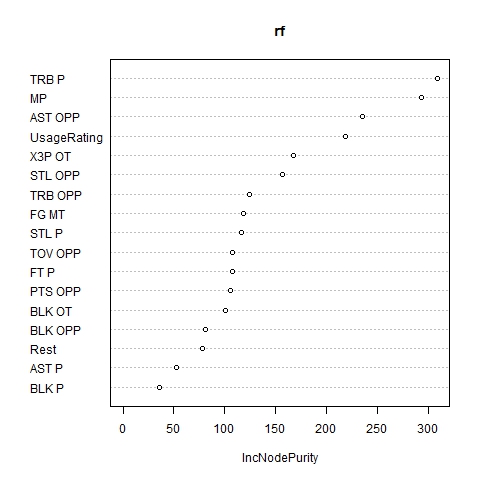 rf
TRB P
MP
AST OPP
UsageRating
X3P OT
STL OPP
TRB OPP
FG MT
STL P
TOV OPP
FT P
PTS OPP
BLK OT
BLK OPP
Rest
AST P
BLK P
0 50 100 150 200 250 300
IncNodePurity